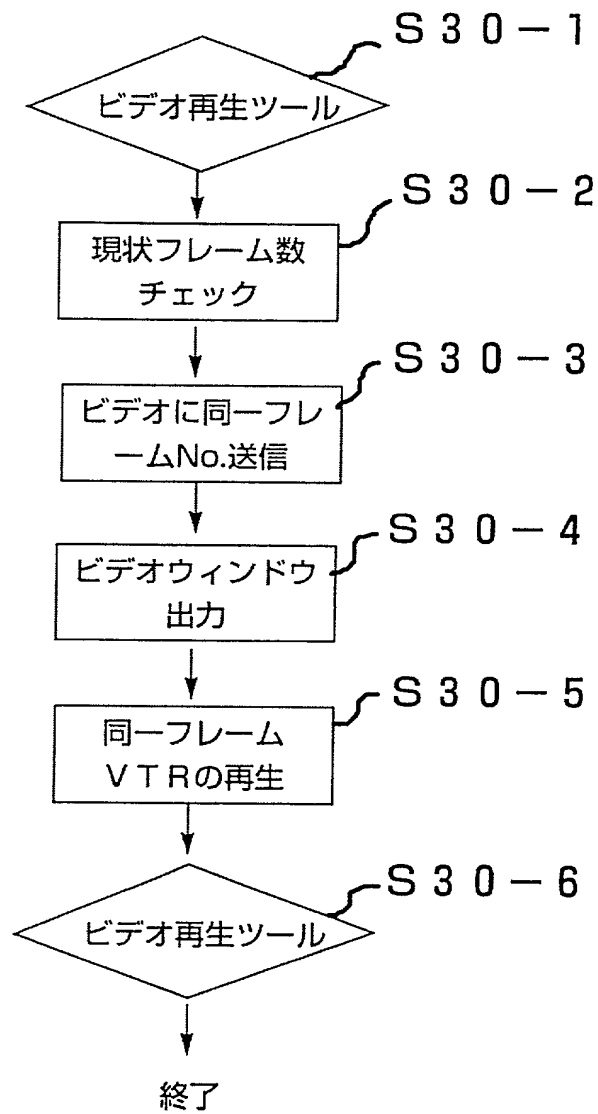 S30-1
ビデオ再生ツール
S30-2
現状フレーム数
チェック
S30-3
ビデオに同一フレ
ームNo.送信
S30-4
ビデオウィンドウ
出力
S30-5
同一フレーム
VTRの再生
S30-6
ビデオ再生ツール
終了